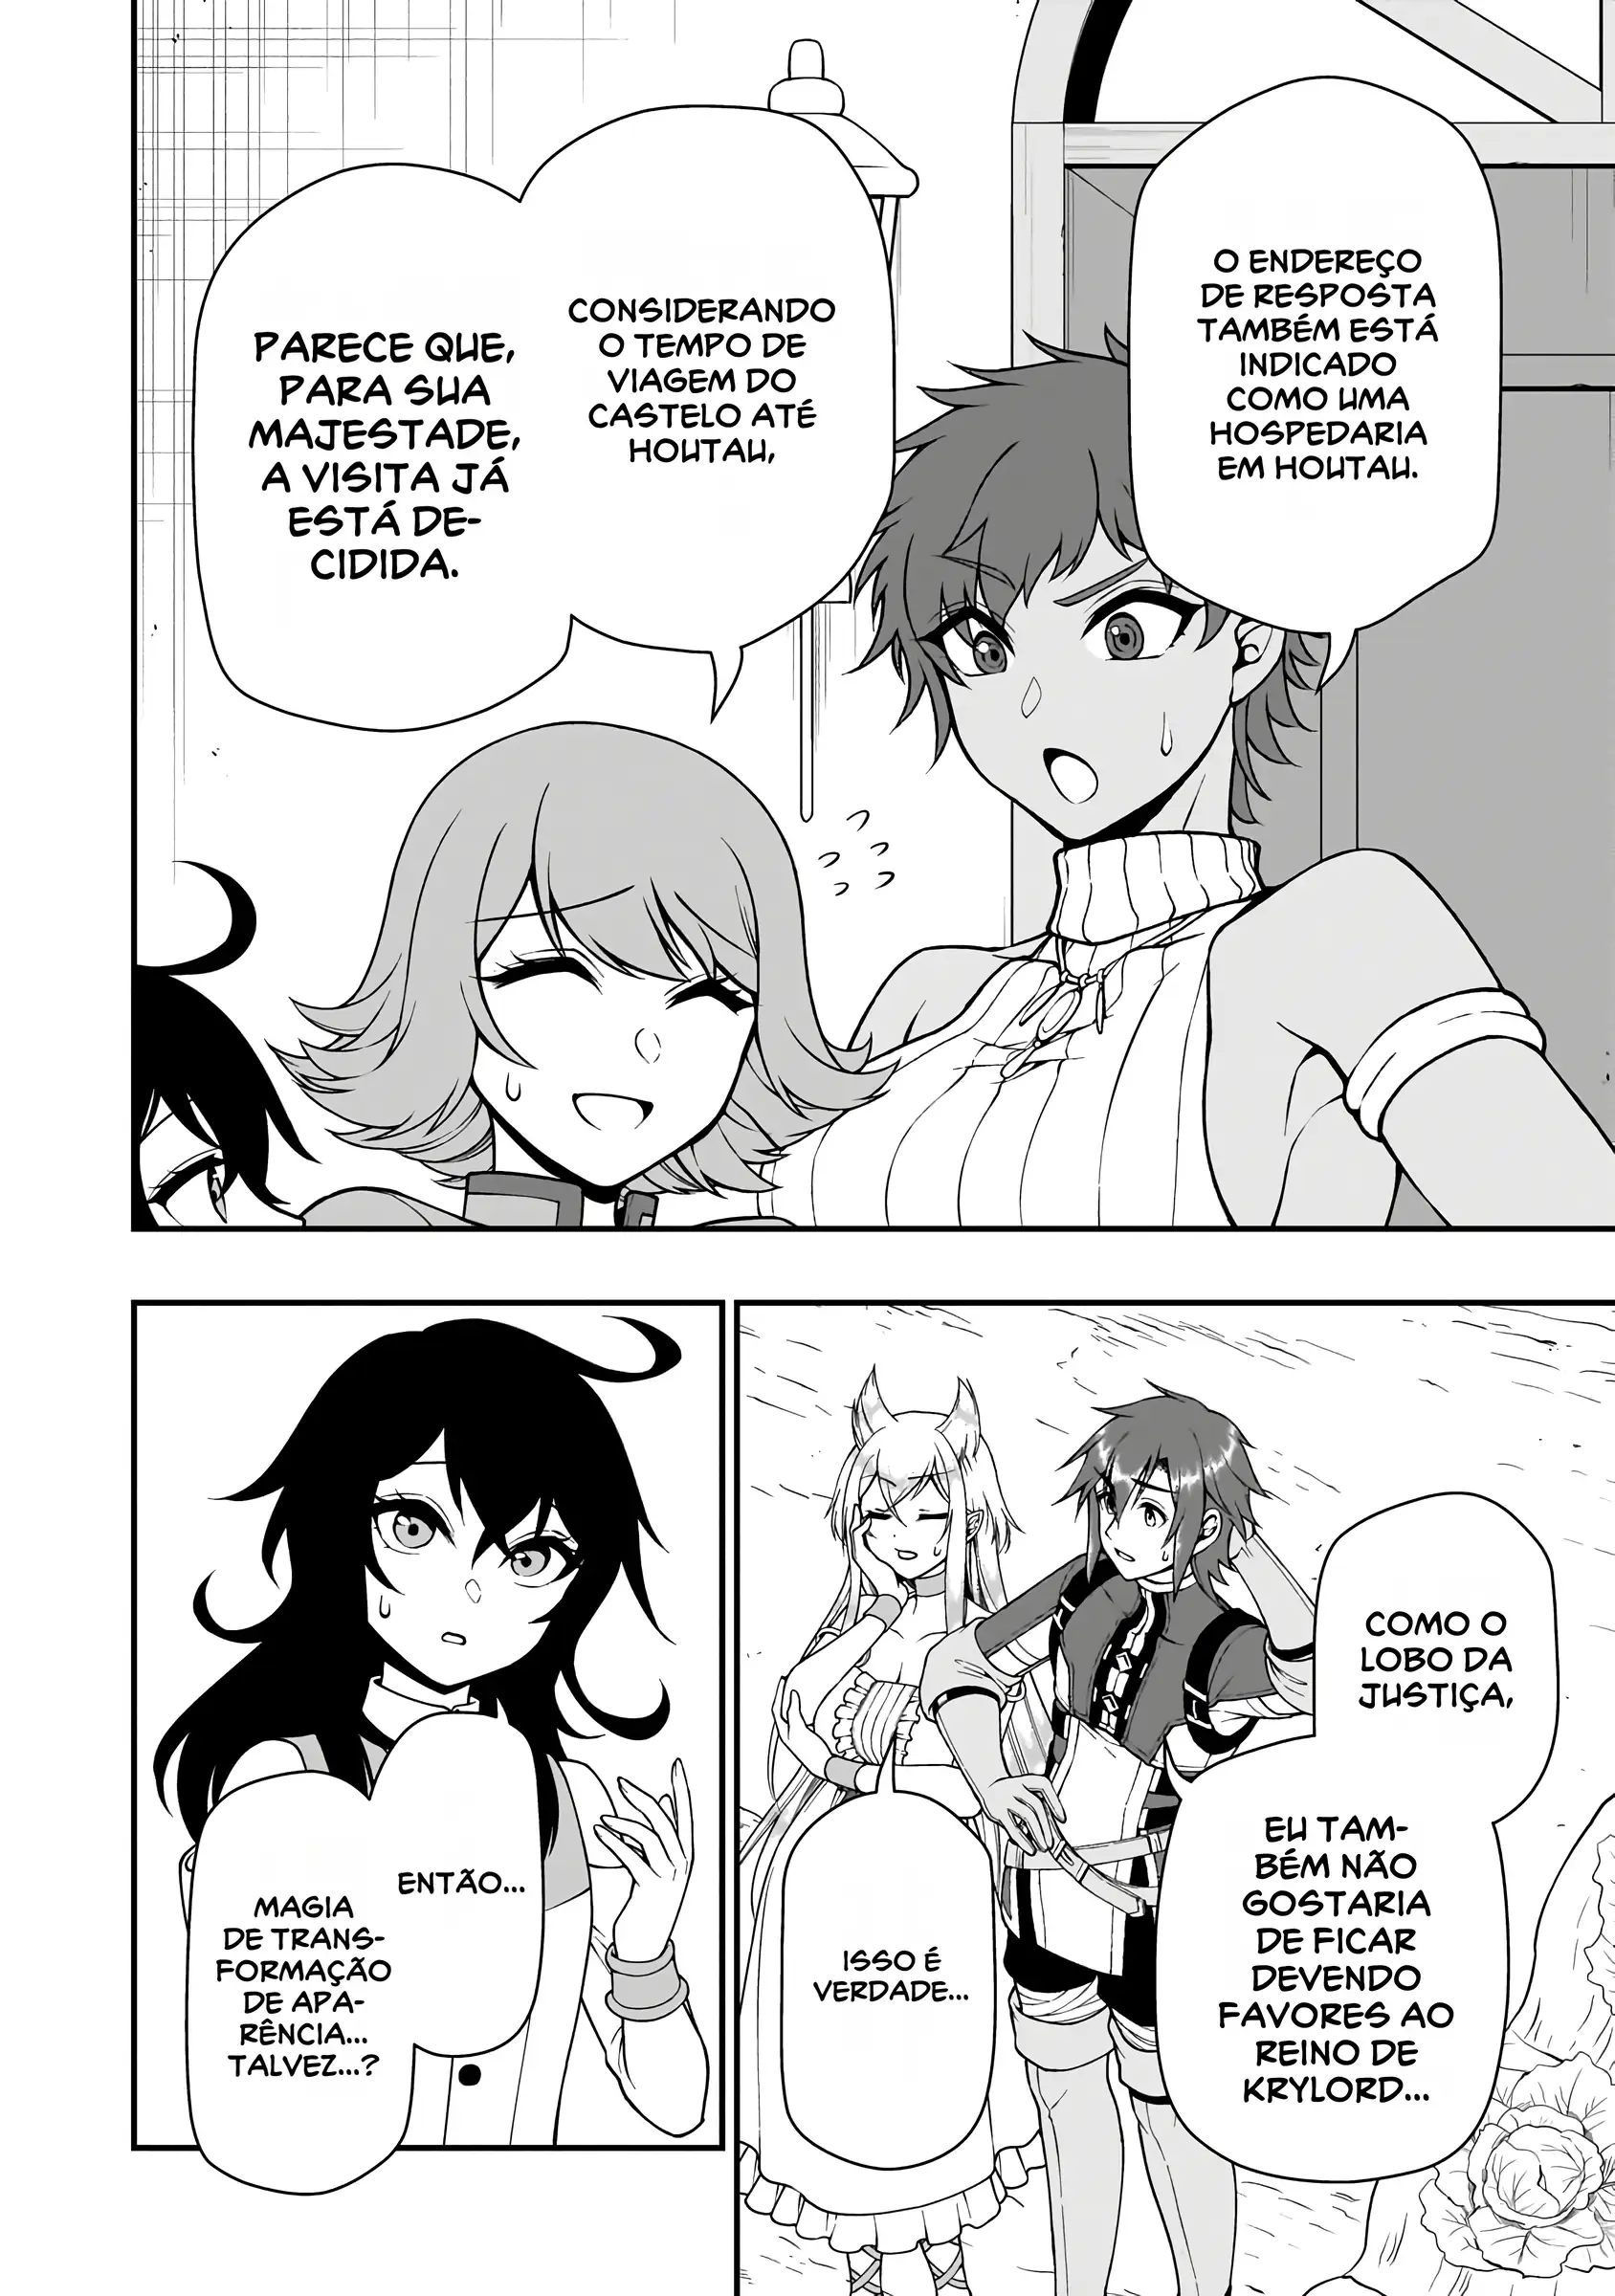 O ENDEREÇO
DE RESPOSTA
TAMBÉM ESTÁ
INDICADO
COMO UMA
HOSPEDARIA
EM HOUTAU.
CONSIDERANDO
O TEMPO DE
VIAGEM DO
CASTELO ATÉ
HOUTAU,
PARECE QUE,
PARA SUA
MAJESTADE,
A VISITA JÁ
ESTÁ DE-
CIDIDA.
COMO O
LOBO DA
JUSTIÇA,
EU TAM-
BÉM NÃO
GOSTARIA
DE FICAR
DEVENDO
FAVORES AO
REINO DE
KRYLORD...
ISSO É
VERDADE...
ENTÃO...
MAGIA
DE TRANS-
FORMAÇÃO
DE APA-
RÊNCIA...
TALVEZ...?